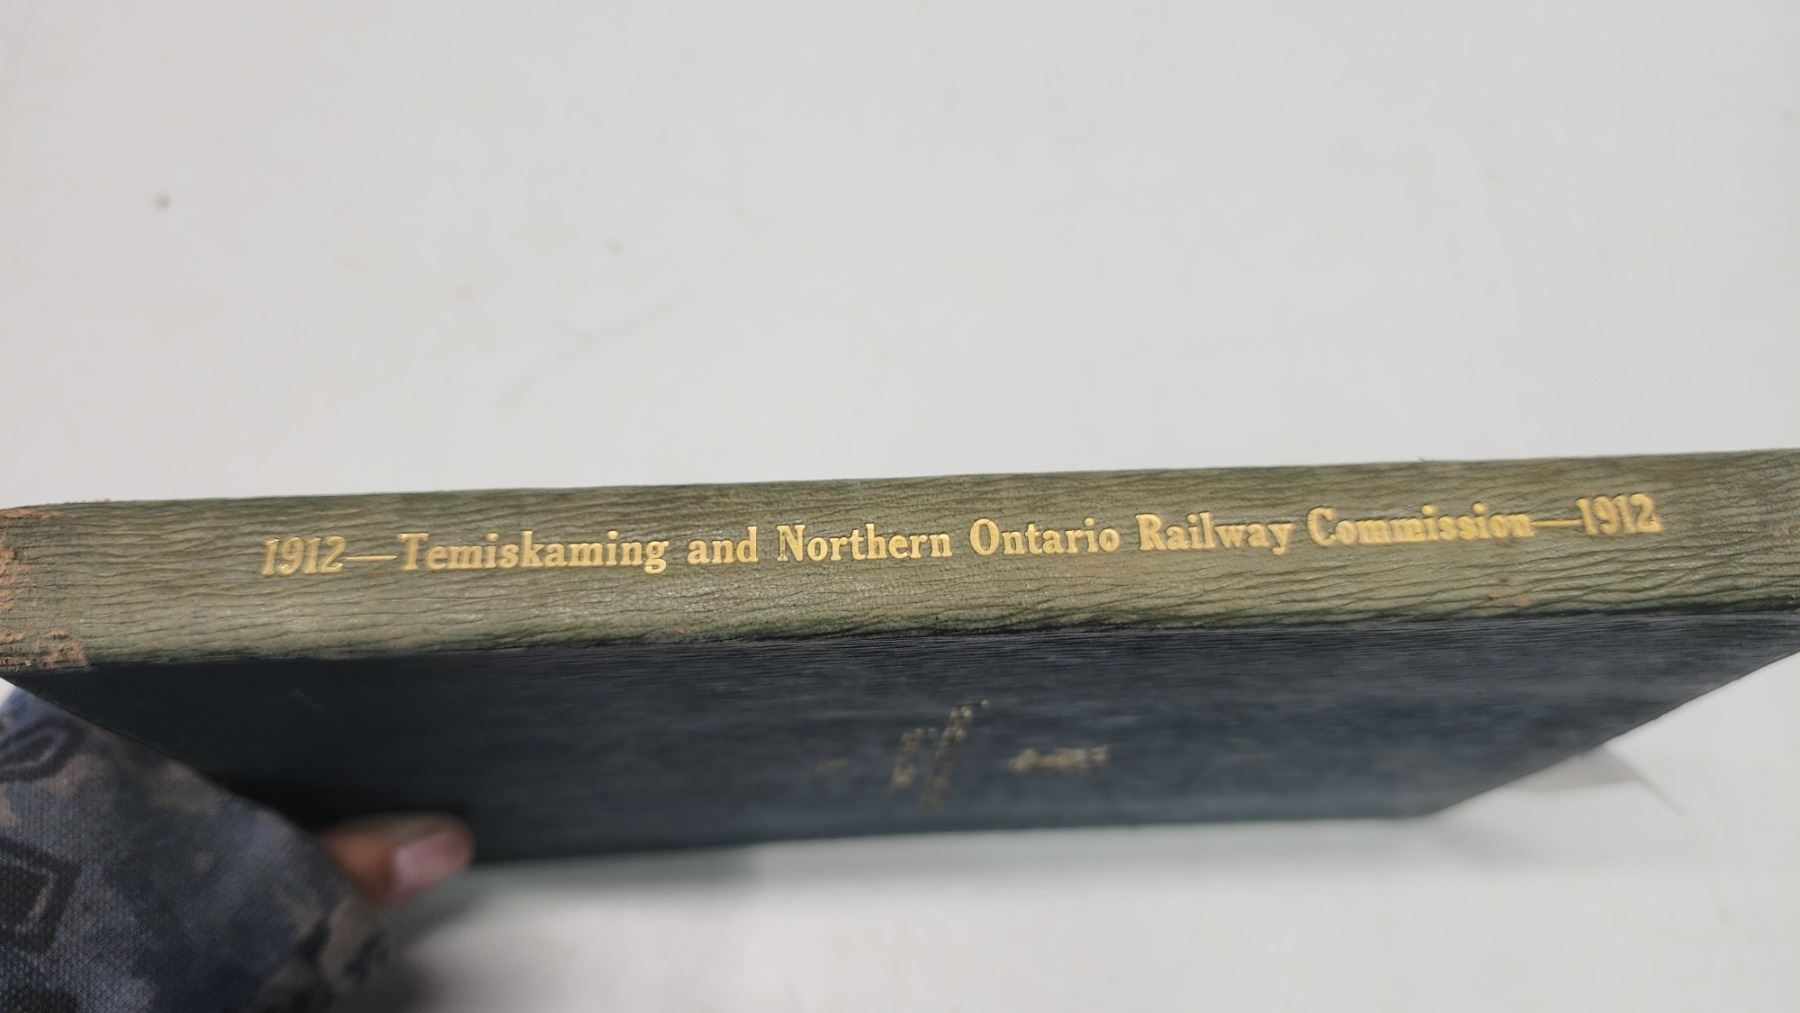 1912—Temiskaming and Northern Ontario Railway Commission—1912